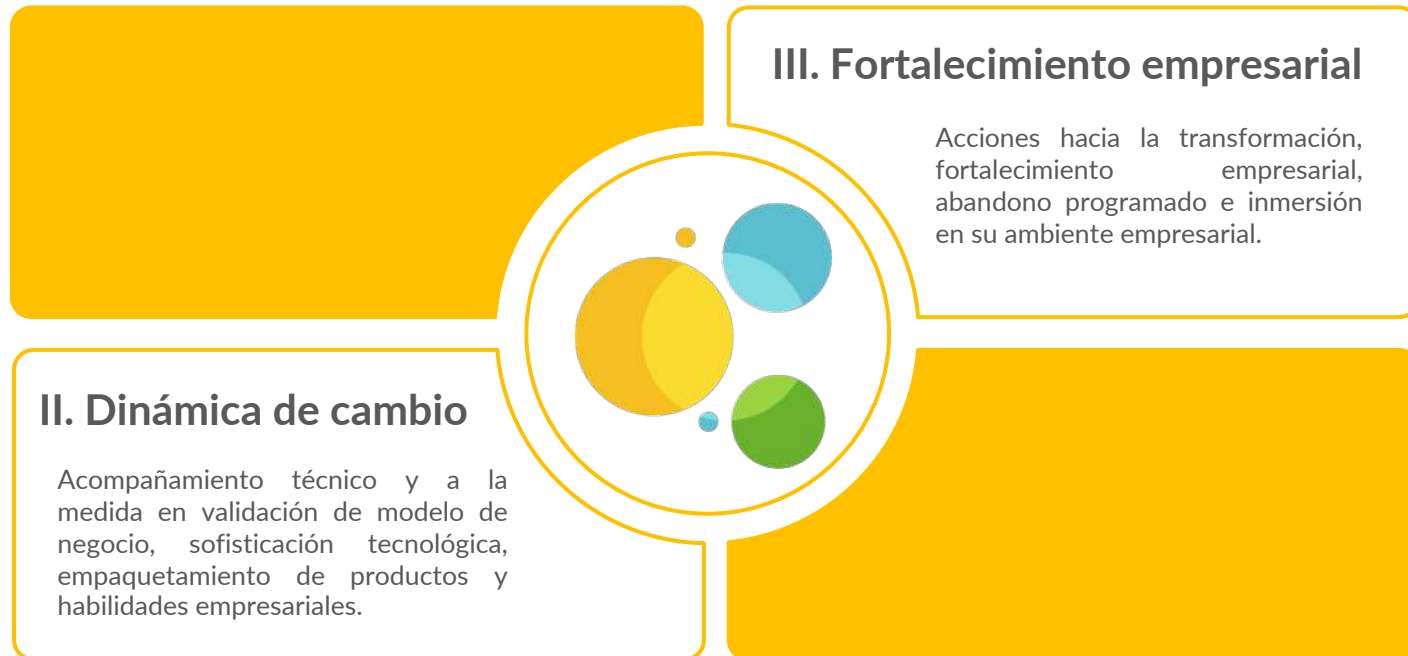 III. Fortalecimiento empresarial
Acciones hacia la transformación,
fortalecimiento empresarial,
abandono programado e inmersión
en su ambiente empresarial.
II. Dinámica de cambio
Acompañamiento técnico y a la
medida en validación de modelo de
negocio, sofisticación tecnológica,
empaquetamiento de productos y
habilidades empresariales.